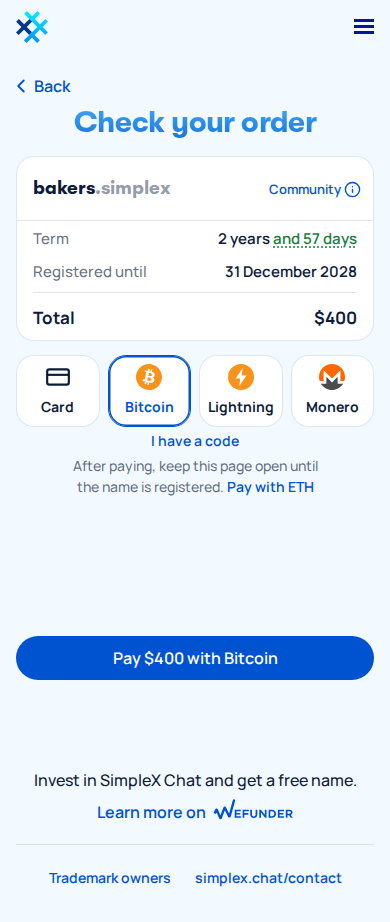 Back
Check your order
bakers.simplex
Community
Term
2 years and 57 days
Registered until
31 December 2028
Total
$400
Card
Bitcoin
Lightning
Monero
I have a code
After paying, keep this page open until
the name is registered. Pay with ETH
Pay $400 with Bitcoin
Invest in SimpleX Chat and get a free name.
Learn more on WEFUNDER
Trademark owners
simplex.chat/contact